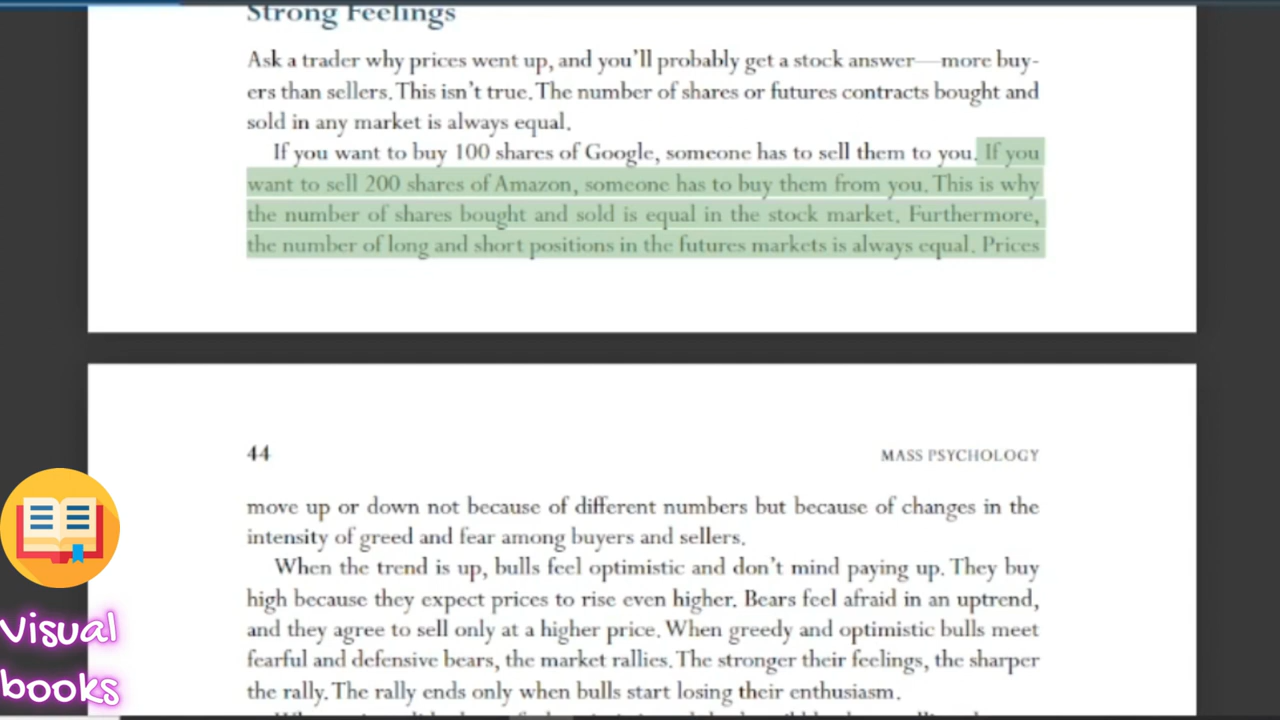 Strong Feelings
Ask a trader why prices went up, and you'll probably get a stock answer—more buy-
ers than sellers. This isn't true. The number of shares or futures contracts bought and
sold in any market is always equal.
If you want to buy 100 shares of Google, someone has to sell them to you. If you
want to sell 200 shares of Amazon, someone has to buy them from you. This is why
the number of shares bought and sold is equal in the stock market. Furthermore,
the number of long and short positions in the futures markets is always equal. Prices
44 MASS PSYCHOLOGY
move up or down not because of different numbers but because of changes in the
intensity of greed and fear among buyers and sellers.
When the trend is up, bulls feel optimistic and don't mind paying up. They buy
high because they expect prices to rise even higher. Bears feel afraid in an uptrend,
and they agree to sell only at a higher price. When greedy and optimistic bulls meet
fearful and defensive bears, the market rallies. The stronger their feelings, the sharper
the rally. The rally ends only when bulls start losing their enthusiasm.
Visual
books